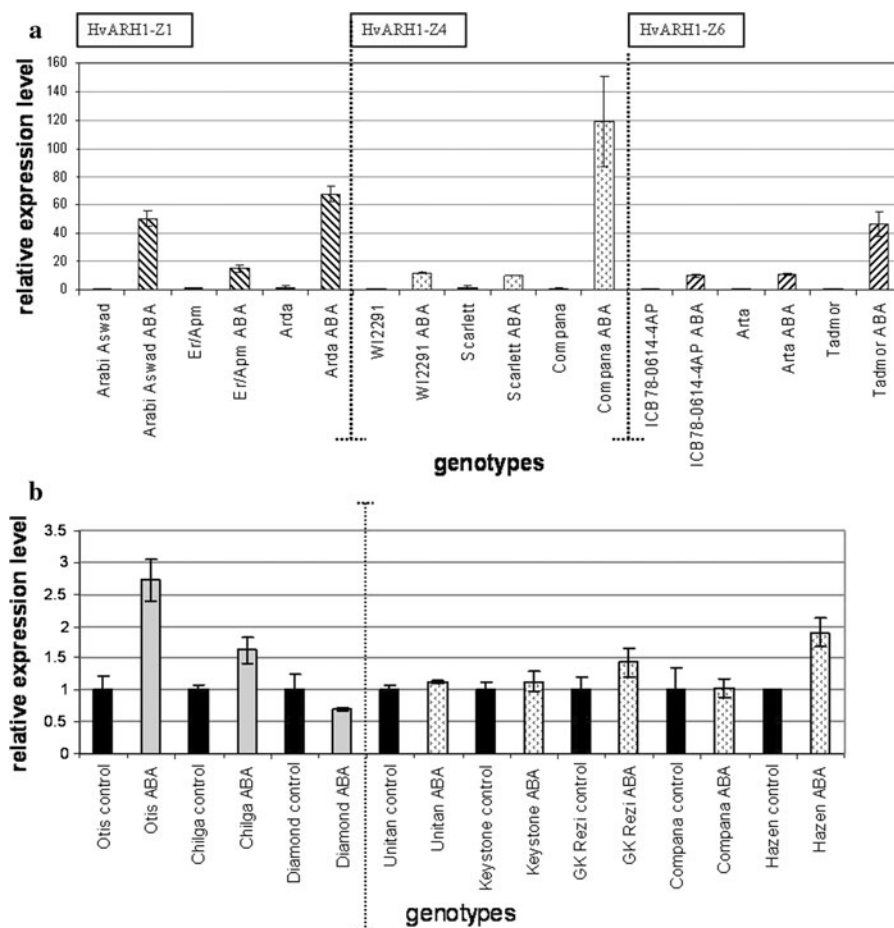 a
HvARH1-Z1
HvARH1-Z4
HvARH1-Z6
relative expression level
160
140
120
100
80
60
40
20
0
Arabi Aswad
Arabi Aswad ABA
Er/Apm
Er/Apm ABA
Arda
Arda ABA
WI2291
WI2291 ABA
Scarlett
Scarlett ABA
Compana
Compana ABA
ICB78-0614-4AP
ICB78-0614-4AP ABA
Arta
Arta ABA
Tadmor
Tadmor ABA
genotypes
b
relative expression level
3.5
3
2.5
2
1.5
1
0.5
0
Otis control
Otis ABA
Chilga control
Chilga ABA
Diamond control
Diamond ABA
Unitan control
Unitan ABA
Keystone control
Keystone ABA
GK Rezi control
GK Rezi ABA
Compana control
Compana ABA
Hazen control
Hazen ABA
genotypes